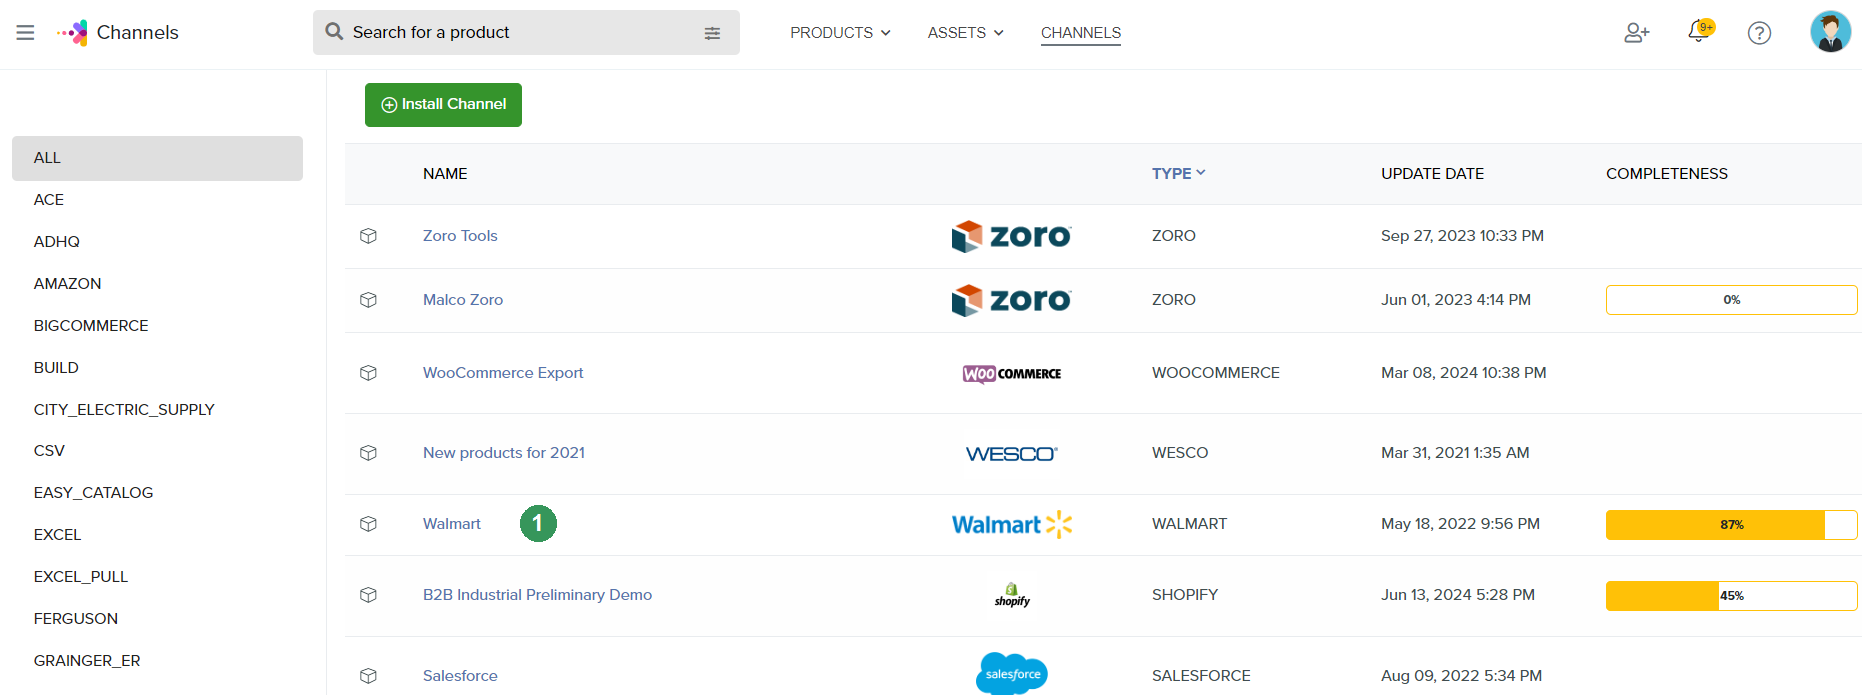 Channels
Search for a product
PRODUCTS
ASSETS
CHANNELS
9+
?
Install Channel
ALL
ACE
ADHQ
AMAZON
BIGCOMMERCE
BUILD
CITY_ELECTRIC_SUPPLY
CSV
EASY_CATALOG
EXCEL
EXCEL_PULL
FERGUSON
GRAINGER_ER
NAME TYPE UPDATE DATE COMPLETENESS
Zoro Tools zoro ZORO Sep 27, 2023 10:33 PM
Malco Zoro zoro ZORO Jun 01, 2023 4:14 PM 0%
WooCommerce Export WOO COMMERCE WOOCOMMERCE Mar 08, 2024 10:38 PM
New products for 2021 WESCO® WESCO Mar 31, 2021 1:35 AM
Walmart 1 Walmart WALMART May 18, 2022 9:56 PM 87%
B2B Industrial Preliminary Demo shopify SHOPIFY Jun 13, 2024 5:28 PM 45%
Salesforce salesforce SALESFORCE Aug 09, 2022 5:34 PM